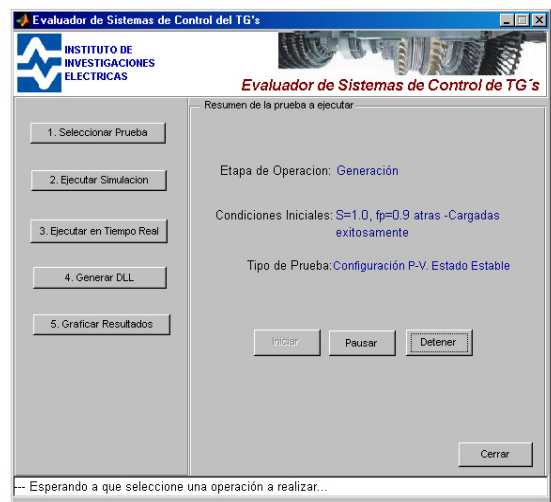 Evaluador de Sistemas de Control del TG's
INSTITUTO DE
INVESTIGACIONES
ELECTRICAS
Evaluador de Sistemas de Control de TG´s
Resumen de la prueba a ejecutar
1. Seleccionar Prueba
2. Ejecutar Simulacion
3. Ejecutar en Tiempo Real
4. Generar DLL
5. Graficar Resultados
Etapa de Operacion: Generación
Condiciones Iniciales: S=1.0, fp=0.9 atras -Cargadas
exitosamente
Tipo de Prueba: Configuración P-V. Estado Estable
Iniciar
Pausar
Detener
Cerrar
--- Esperando a que seleccione una operación a realizar...